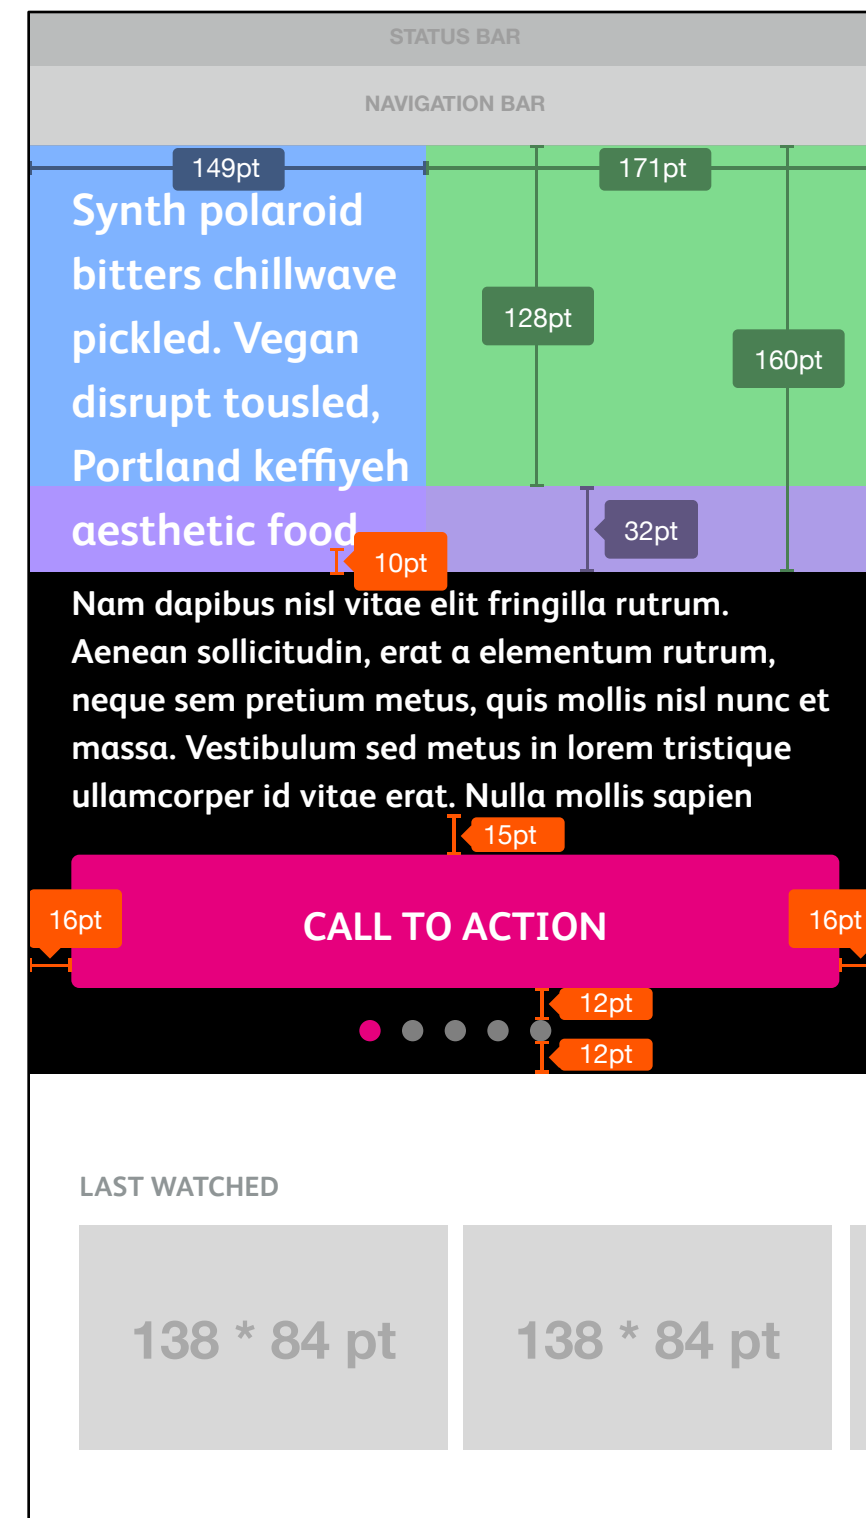 STATUS BAR
NAVIGATION BAR
149pt
171pt
Synth polaroid
bitters chillwave
pickled. Vegan
disrupt tousled,
Portland keffiyeh
aesthetic food
128pt
160pt
32pt
10pt
Nam dapibus nisl vitae elit fringilla rutrum.
Aenean sollicitudin, erat a elementum rutrum,
neque sem pretium metus, quis mollis nisl nunc et
massa. Vestibulum sed metus in lorem tristique
ullamcorper id vitae erat. Nulla mollis sapien
15pt
16pt
CALL TO ACTION
16pt
12pt
12pt
LAST WATCHED
138 * 84 pt
138 * 84 pt